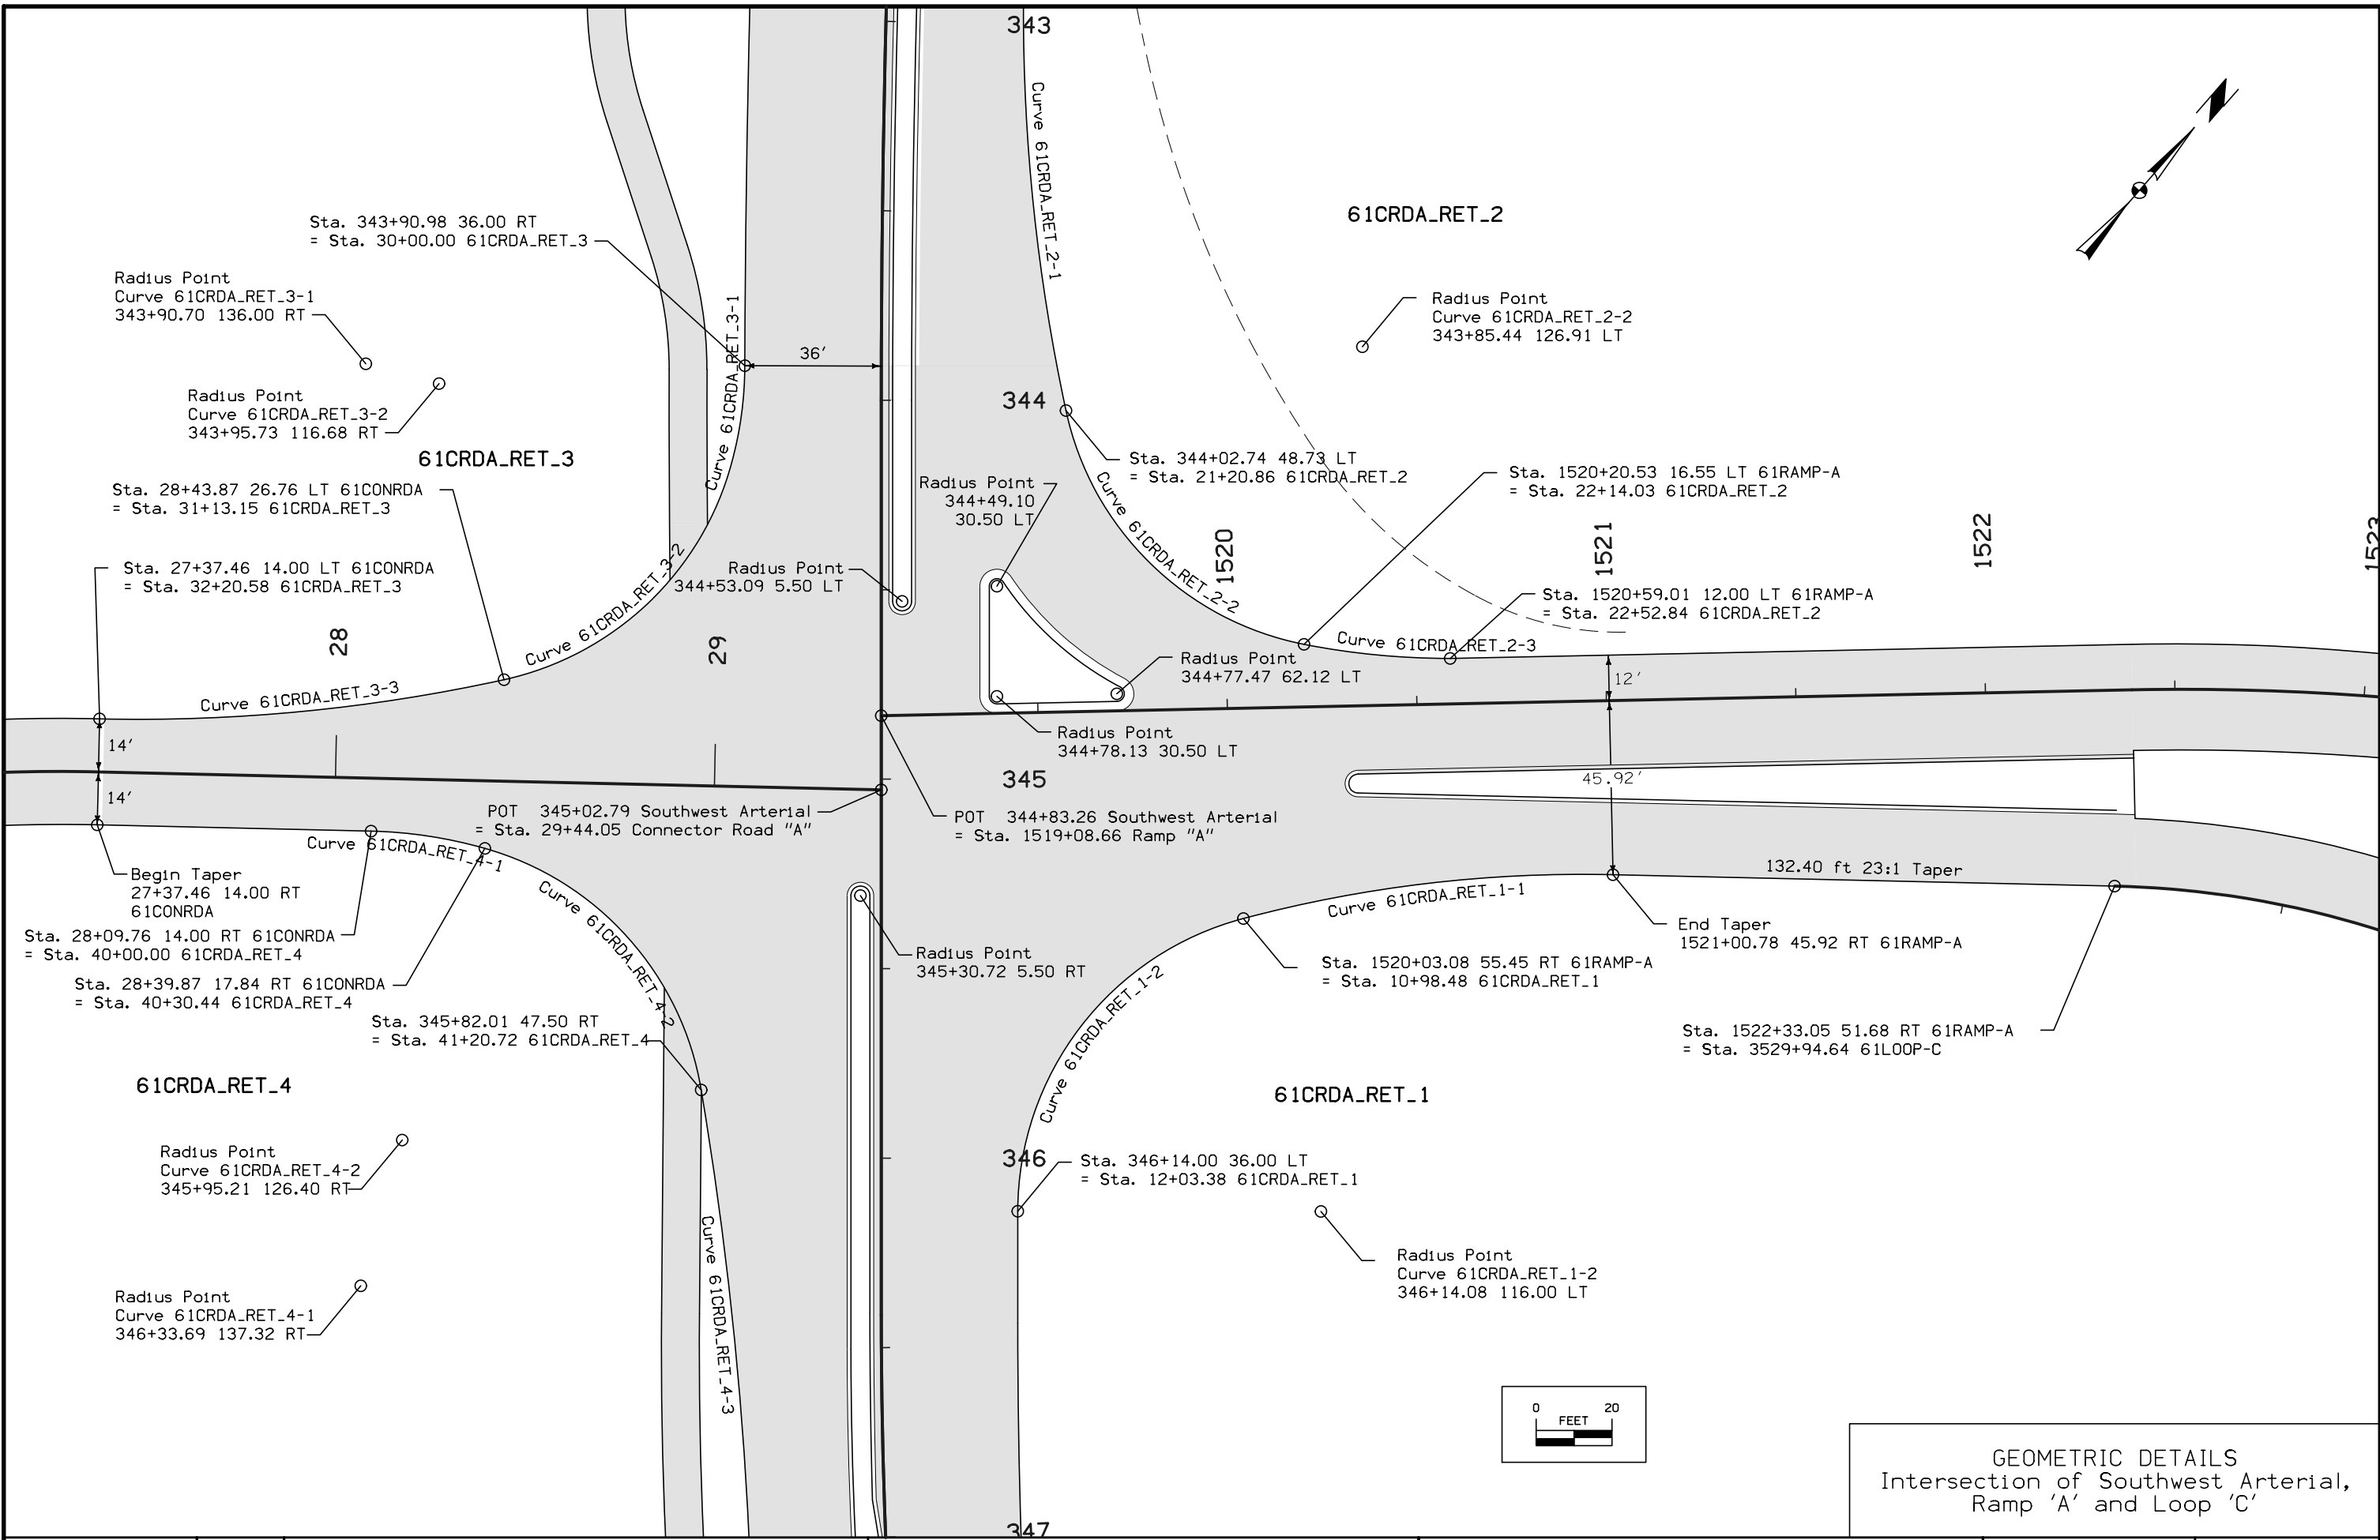 343
Curve 61CRDA_RET_2-1
61CRDA_RET_2
Sta. 343+90.98 36.00 RT
= Sta. 30+00.00 61CRDA_RET_3
Radius Point
Curve 61CRDA_RET_3-1
343+90.70 136.00 RT
Radius Point
Curve 61CRDA_RET_2-2
343+85.44 126.91 LT
Curve 61CRDA_RET_3-1
36'
Radius Point
Curve 61CRDA_RET_3-2
343+95.73 116.68 RT
344
61CRDA_RET_3
Sta. 344+02.74 48.73 LT
= Sta. 21+20.86 61CRDA_RET_2
Sta. 1520+20.53 16.55 LT 61RAMP-A
= Sta. 22+14.03 61CRDA_RET_2
Sta. 28+43.87 26.76 LT 61CONRDA
= Sta. 31+13.15 61CRDA_RET_3
Radius Point
344+49.10
30.50 LT
Curve 61CRDA_RET_2-2
1520
1521
1522
1523
Sta. 27+37.46 14.00 LT 61CONRDA
= Sta. 32+20.58 61CRDA_RET_3
Curve 61CRDA_RET_3-2
Radius Point
344+53.09 5.50 LT
Sta. 1520+59.01 12.00 LT 61RAMP-A
= Sta. 22+52.84 61CRDA_RET_2
28
29
Curve 61CRDA_RET_2-3
Radius Point
344+77.47 62.12 LT
12'
Curve 61CRDA_RET_3-3
14'
Radius Point
344+78.13 30.50 LT
345
45.92'
14'
POT 345+02.79 Southwest Arterial
= Sta. 29+44.05 Connector Road "A"
POT 344+83.26 Southwest Arterial
= Sta. 1519+08.66 Ramp "A"
Curve 61CRDA_RET_4-1
132.40 ft 23:1 Taper
Begin Taper
27+37.46 14.00 RT
61CONRDA
Curve 61CRDA_RET_4-2
Curve 61CRDA_RET_1-1
End Taper
1521+00.78 45.92 RT 61RAMP-A
Sta. 28+09.76 14.00 RT 61CONRDA
= Sta. 40+00.00 61CRDA_RET_4
Radius Point
345+30.72 5.50 RT
Curve 61CRDA_RET_1-2
Sta. 1520+03.08 55.45 RT 61RAMP-A
= Sta. 10+98.48 61CRDA_RET_1
Sta. 28+39.87 17.84 RT 61CONRDA
= Sta. 40+30.44 61CRDA_RET_4
Sta. 345+82.01 47.50 RT
= Sta. 41+20.72 61CRDA_RET_4
Sta. 1522+33.05 51.68 RT 61RAMP-A
= Sta. 3529+94.64 61LOOP-C
61CRDA_RET_4
61CRDA_RET_1
Radius Point
Curve 61CRDA_RET_4-2
345+95.21 126.40 RT
346
Sta. 346+14.00 36.00 LT
= Sta. 12+03.38 61CRDA_RET_1
Curve 61CRDA_RET_4-3
Radius Point
Curve 61CRDA_RET_1-2
346+14.08 116.00 LT
Radius Point
Curve 61CRDA_RET_4-1
346+33.69 137.32 RT
0 20
FEET
GEOMETRIC DETAILS
Intersection of Southwest Arterial,
Ramp 'A' and Loop 'C'
347